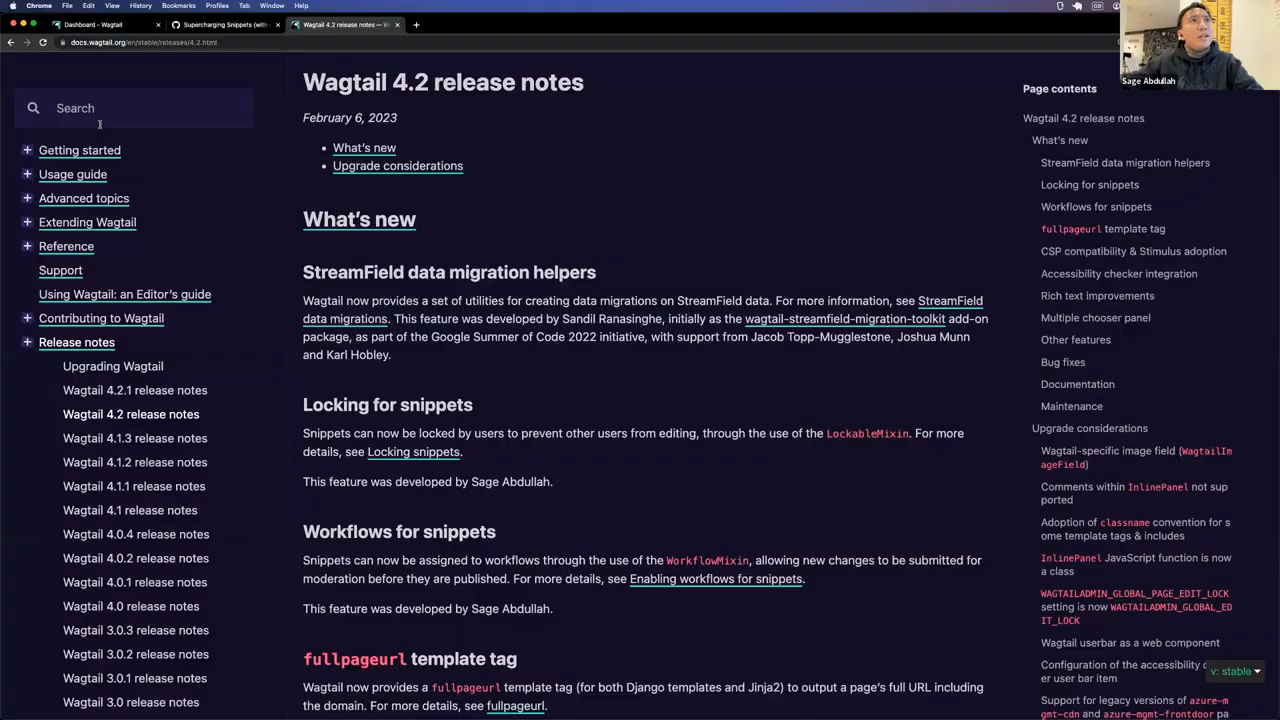 Chrome File Edit View History Bookmarks Profiles Tab Window Help
Dashboard - Wagtail
Supercharging Snippets (with
Wagtail 4.2 release notes — W
docs.wagtail.org/en/stable/releases/4.2.html
Sage Abdullah
Search
Getting started
Usage guide
Advanced topics
Extending Wagtail
Reference
Support
Using Wagtail: an Editor's guide
Contributing to Wagtail
Release notes
Upgrading Wagtail
Wagtail 4.2.1 release notes
Wagtail 4.2 release notes
Wagtail 4.1.3 release notes
Wagtail 4.1.2 release notes
Wagtail 4.1.1 release notes
Wagtail 4.1 release notes
Wagtail 4.0.4 release notes
Wagtail 4.0.2 release notes
Wagtail 4.0.1 release notes
Wagtail 4.0 release notes
Wagtail 3.0.3 release notes
Wagtail 3.0.2 release notes
Wagtail 3.0.1 release notes
Wagtail 3.0 release notes
Wagtail 4.2 release notes
February 6, 2023
• What's new
• Upgrade considerations
What's new
StreamField data migration helpers
Wagtail now provides a set of utilities for creating data migrations on StreamField data. For more information, see StreamField
data migrations. This feature was developed by Sandil Ranasinghe, initially as the wagtail-streamfield-migration-toolkit add-on
package, as part of the Google Summer of Code 2022 initiative, with support from Jacob Topp-Mugglestone, Joshua Munn
and Karl Hobley.
Locking for snippets
Snippets can now be locked by users to prevent other users from editing, through the use of the LockableMixin. For more
details, see Locking snippets.
This feature was developed by Sage Abdullah.
Workflows for snippets
Snippets can now be assigned to workflows through the use of the WorkflowMixin, allowing new changes to be submitted for
moderation before they are published. For more details, see Enabling workflows for snippets.
This feature was developed by Sage Abdullah.
fullpageurl template tag
Wagtail now provides a fullpageurl template tag (for both Django templates and Jinja2) to output a page's full URL including
the domain. For more details, see fullpageurl.
Page contents
Wagtail 4.2 release notes
What's new
StreamField data migration helpers
Locking for snippets
Workflows for snippets
fullpageurl template tag
CSP compatibility & Stimulus adoption
Accessibility checker integration
Rich text improvements
Multiple chooser panel
Other features
Bug fixes
Documentation
Maintenance
Upgrade considerations
Wagtail-specific image field (WagtailIm
ageField)
Comments within InlinePanel not sup
ported
Adoption of classname convention for s
ome template tags & includes
InlinePanel JavaScript function is now
a class
WAGTAILADMIN_GLOBAL_PAGE_EDIT_LOCK
setting is now WAGTAILADMIN_GLOBAL_ED
IT_LOCK
Wagtail userbar as a web component
Configuration of the accessibility
er user bar item
v: stable
Support for legacy versions of azure-m
gmt-cdn and azure-mgmt-frontdoor pa